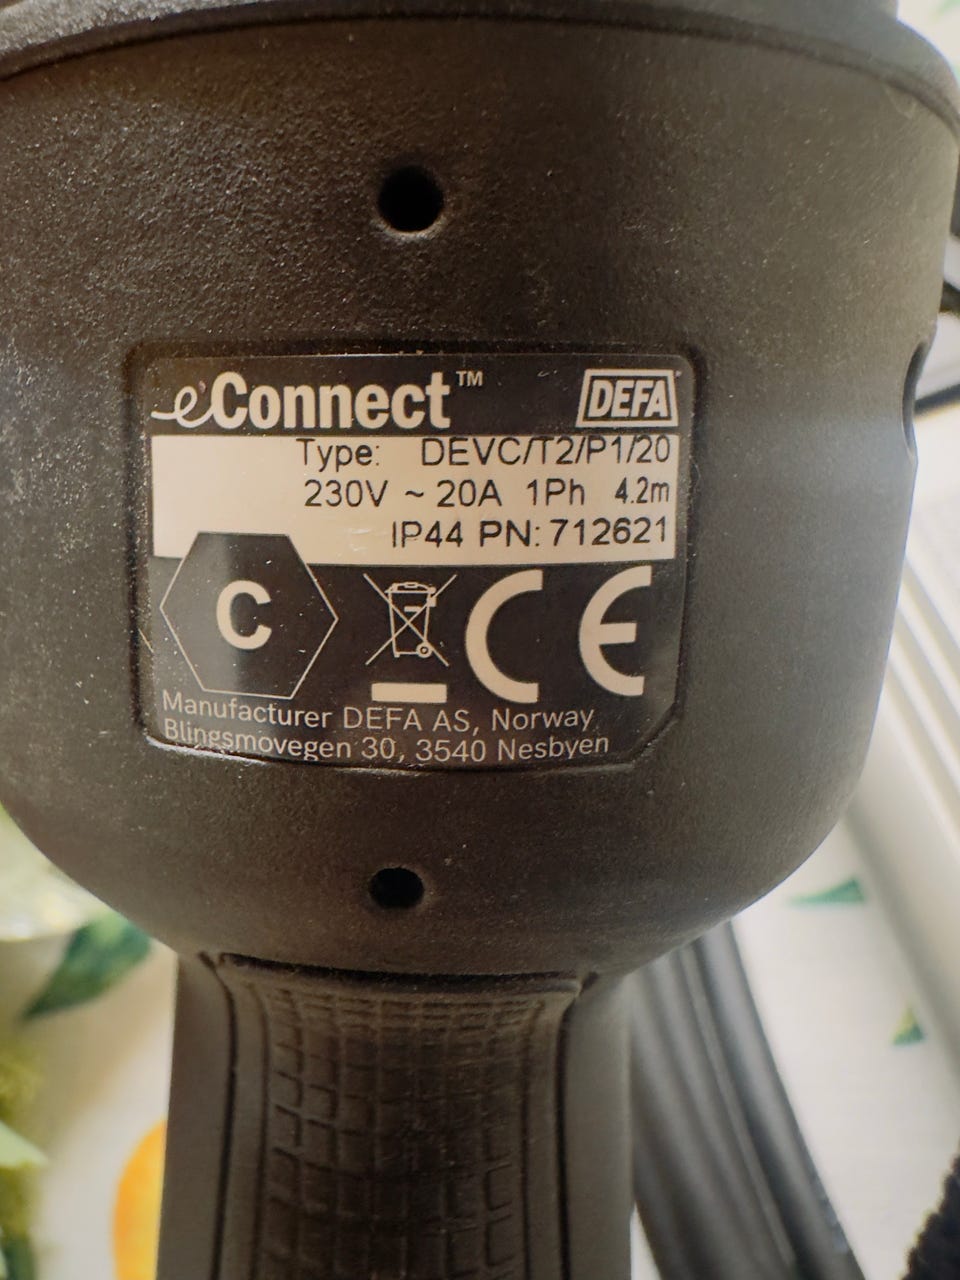 eConnect™ DEFA
Type: DEVC/T2/P1/20
230V ~ 20A 1Ph 4.2m
IP44 PN: 712621
C CE
Manufacturer DEFA AS, Norway
Blingsmovegen 30, 3540 Nesbyen